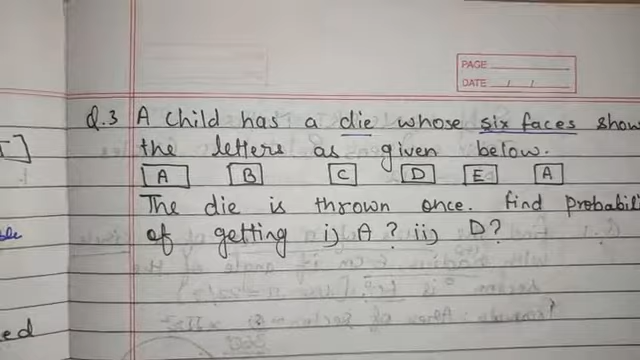 PAGE
DATE / /
Q.3 A child has a die whose six faces show
the letters as given below.
A B C D E A
The die is thrown once. Find probabili
of getting i) A? ii) D?
ed